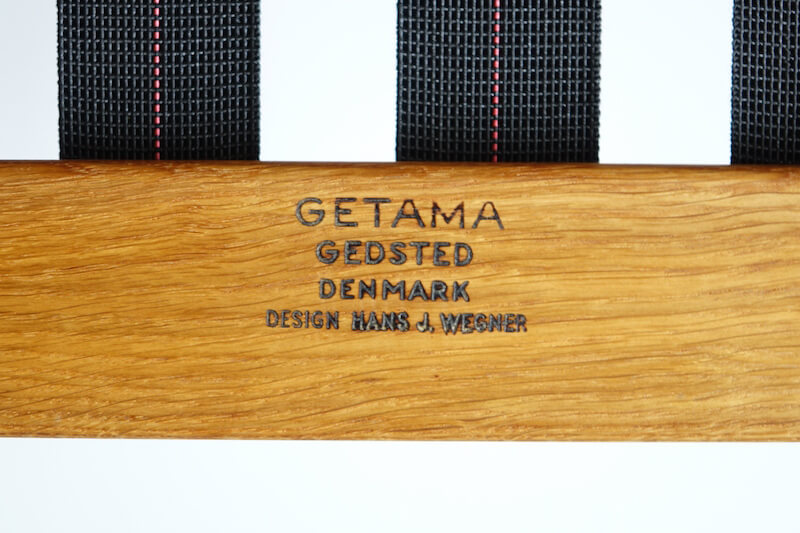 GETAMA
GEDSTED
DENMARK
DESIGN HANS J. WEGNER